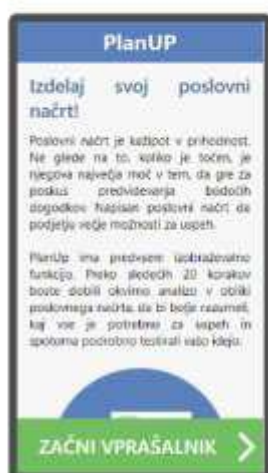 PlanUP
Izdelaj svoj poslovni
načrt!
Poslovni načrt je kažipot v prihodnost.
Ne glede na to, koliko je točen, je
njegova največja moč v tem, da gre za
poskus predvidevanja bodočih
dogodkov. Napisan poslovni načrt da
podjetju večje možnosti za uspeh.
PlanUp ima predvsem izobraževalno
funkcijo. Preko sledečih 20 korakov
boste dobili okvirno analizo v obliki
poslovnega načrta, da bi bolje razumeli,
kaj vse je potrebno za uspeh in
spotoma podrobno testirali vašo idejo.
ZAČNI VPRAŠALNIK